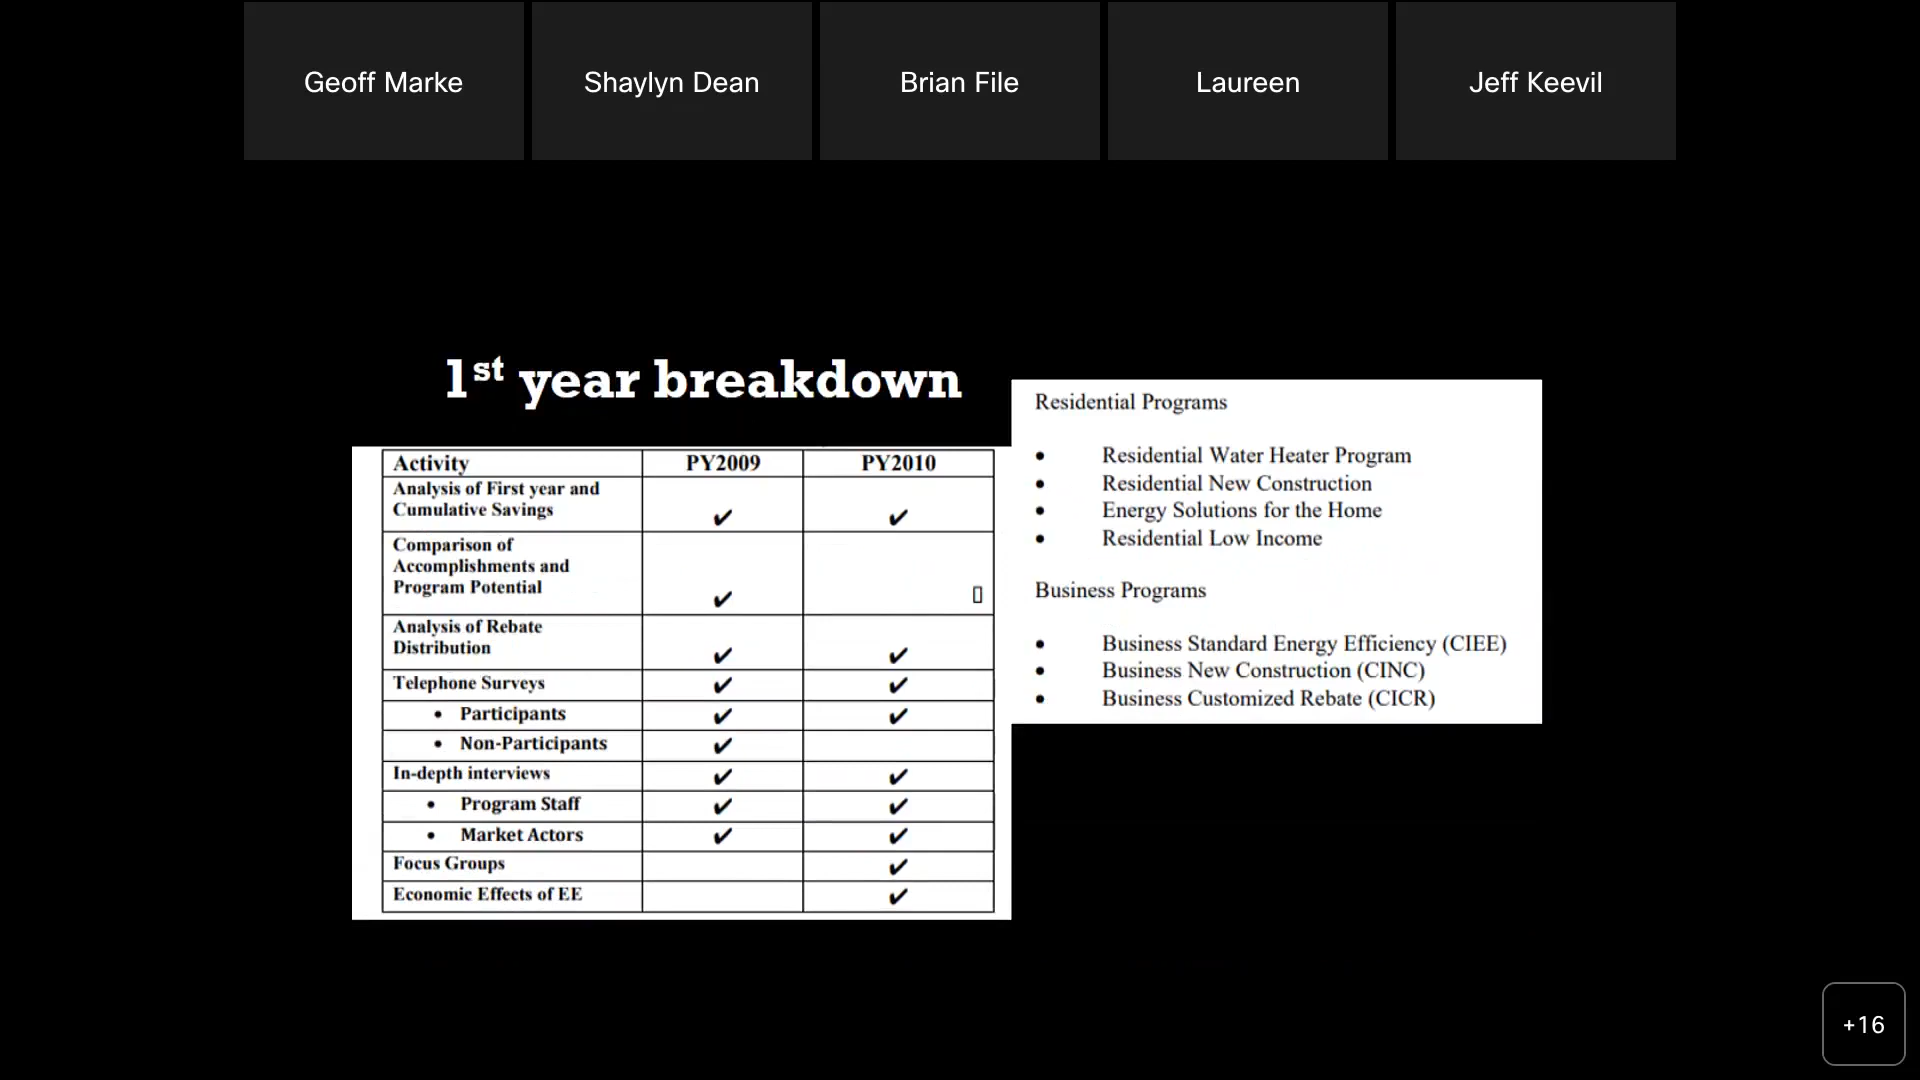 Geoff Marke
Shaylyn Dean
Brian File
Laureen
Jeff Keevil
1st year breakdown
Activity PY2009 PY2010
Analysis of First year and
Cumulative Savings ✔ ✔
Comparison of
Accomplishments and
Program Potential ✔ ▯
Analysis of Rebate
Distribution ✔ ✔
Telephone Surveys ✔ ✔
• Participants ✔ ✔
• Non-Participants ✔
In-depth interviews ✔ ✔
• Program Staff ✔ ✔
• Market Actors ✔ ✔
Focus Groups ✔
Economic Effects of EE ✔
Residential Programs
• Residential Water Heater Program
• Residential New Construction
• Energy Solutions for the Home
• Residential Low Income
Business Programs
• Business Standard Energy Efficiency (CIEE)
• Business New Construction (CINC)
• Business Customized Rebate (CICR)
+16